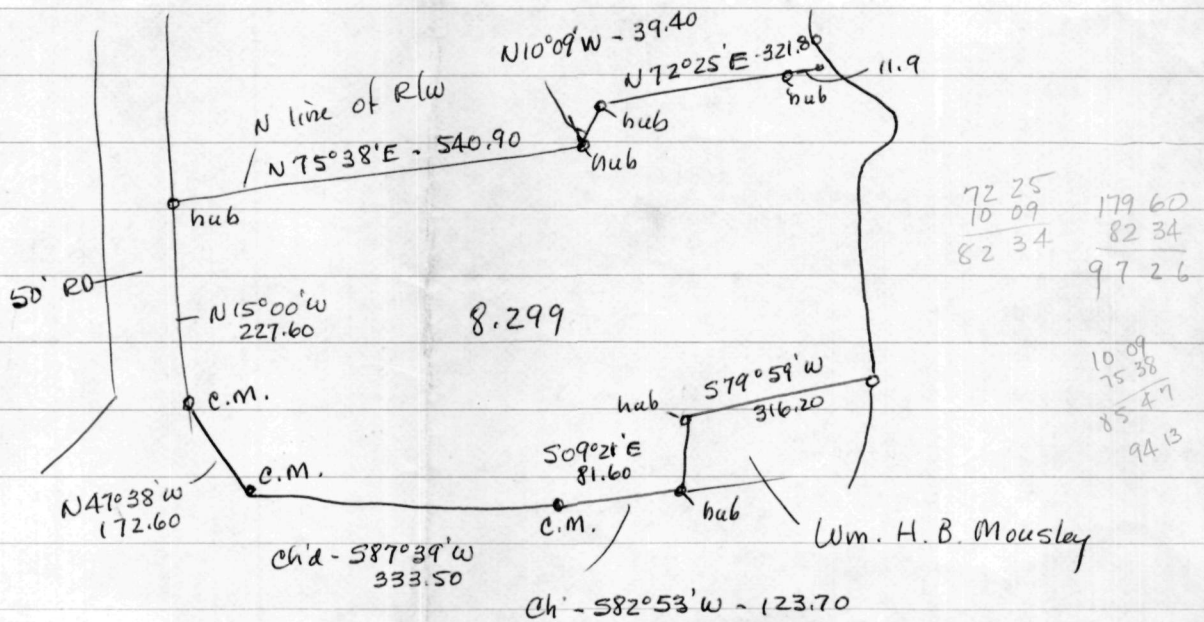 N10°09'W - 39.40
N72°25'E - 321.80
11.9
hub
N line of R/W
hub
N75°38'E - 540.90
hub
hub
72 25
10 09
82 34
179 60
82 34
97 26
50' RD
N15°00'W
227.60
8.299
10 09
75 38
85 47
94 13
S79°59'W
316.20
C.M.
hub
S09°21'E
81.60
C.M.
N47°38'W
172.60
C.M.
hub
Wm. H. B. Mousley
Ch'd - S87°39'W
333.50
Ch' - S82°53'W - 123.70